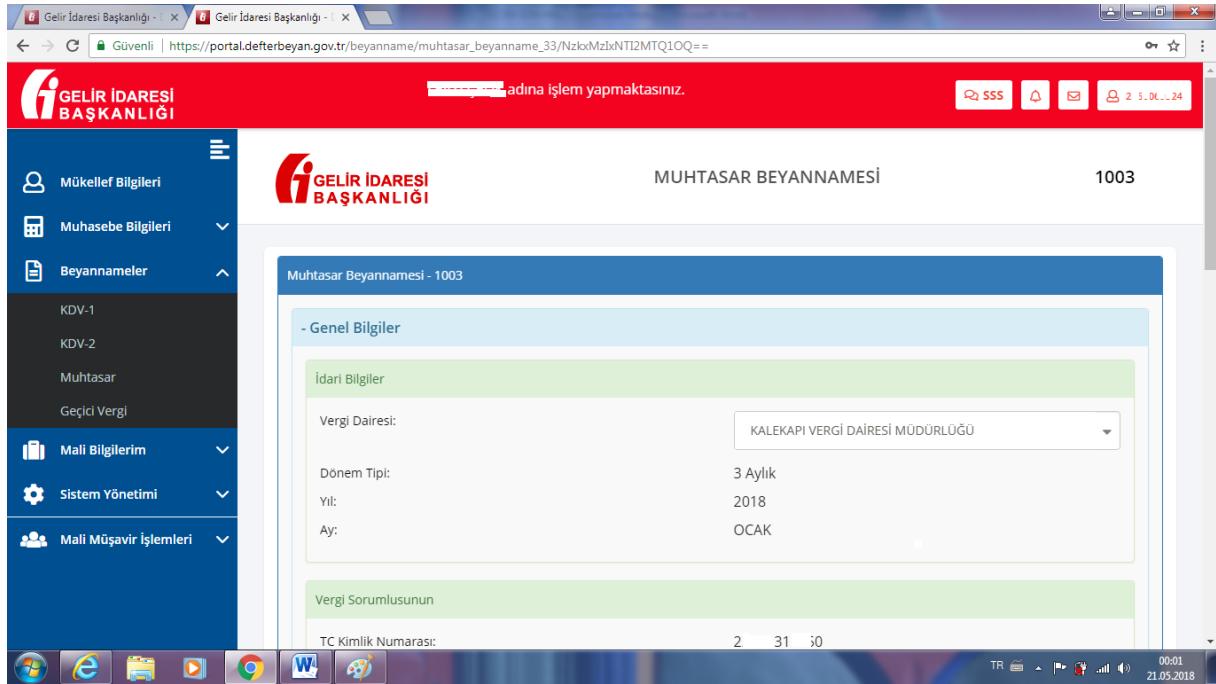 Gelir İdaresi Başkanlığı -
Gelir İdaresi Başkanlığı -
Güvenli | https://portal.defterbeyan.gov.tr/beyanname/muhtasar_beyanname_33/NzkxMzIxNTI2MTQ1OQ==
GELİR İDARESİ
BAŞKANLIĞI
adına işlem yapmaktasınız.
SSS
Mükellef Bilgileri
Muhasebe Bilgileri
Beyannameler
KDV-1
KDV-2
Muhtasar
Geçici Vergi
Mali Bilgilerim
Sistem Yönetimi
Mali Müşavir İşlemleri
GELİR İDARESİ
BAŞKANLIĞI
MUHTASAR BEYANNAMESİ
1003
Muhtasar Beyannamesi - 1003
- Genel Bilgiler
İdari Bilgiler
Vergi Dairesi: KALEKAPI VERGİ DAİRESİ MÜDÜRLÜĞÜ
Dönem Tipi: 3 Aylık
Yıl: 2018
Ay: OCAK
Vergi Sorumlusunun
TC Kimlik Numarası: 2 31
TR
00:01
21.05.2018